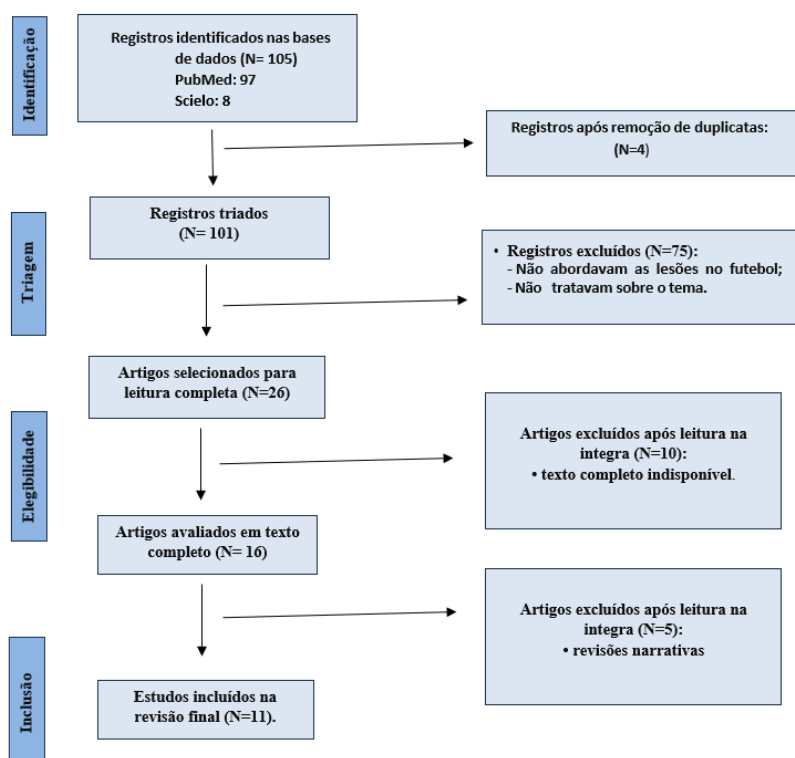 Identificação
Registros identificados nas bases
de dados (N= 105)
PubMed: 97
Scielo: 8
Registros após remoção de duplicatas:
(N=4)
Triagem
Registros triados
(N= 101)
• Registros excluídos (N=75):
- Não abordavam as lesões no futebol;
- Não tratavam sobre o tema.
Elegibilidade
Artigos selecionados para
leitura completa (N=26)
Artigos excluídos após leitura na
integra (N=10):
• texto completo indisponível.
Artigos avaliados em texto
completo (N= 16)
Artigos excluídos após leitura na
integra (N=5):
• revisões narrativas
Inclusão
Estudos incluídos na
revisão final (N=11).